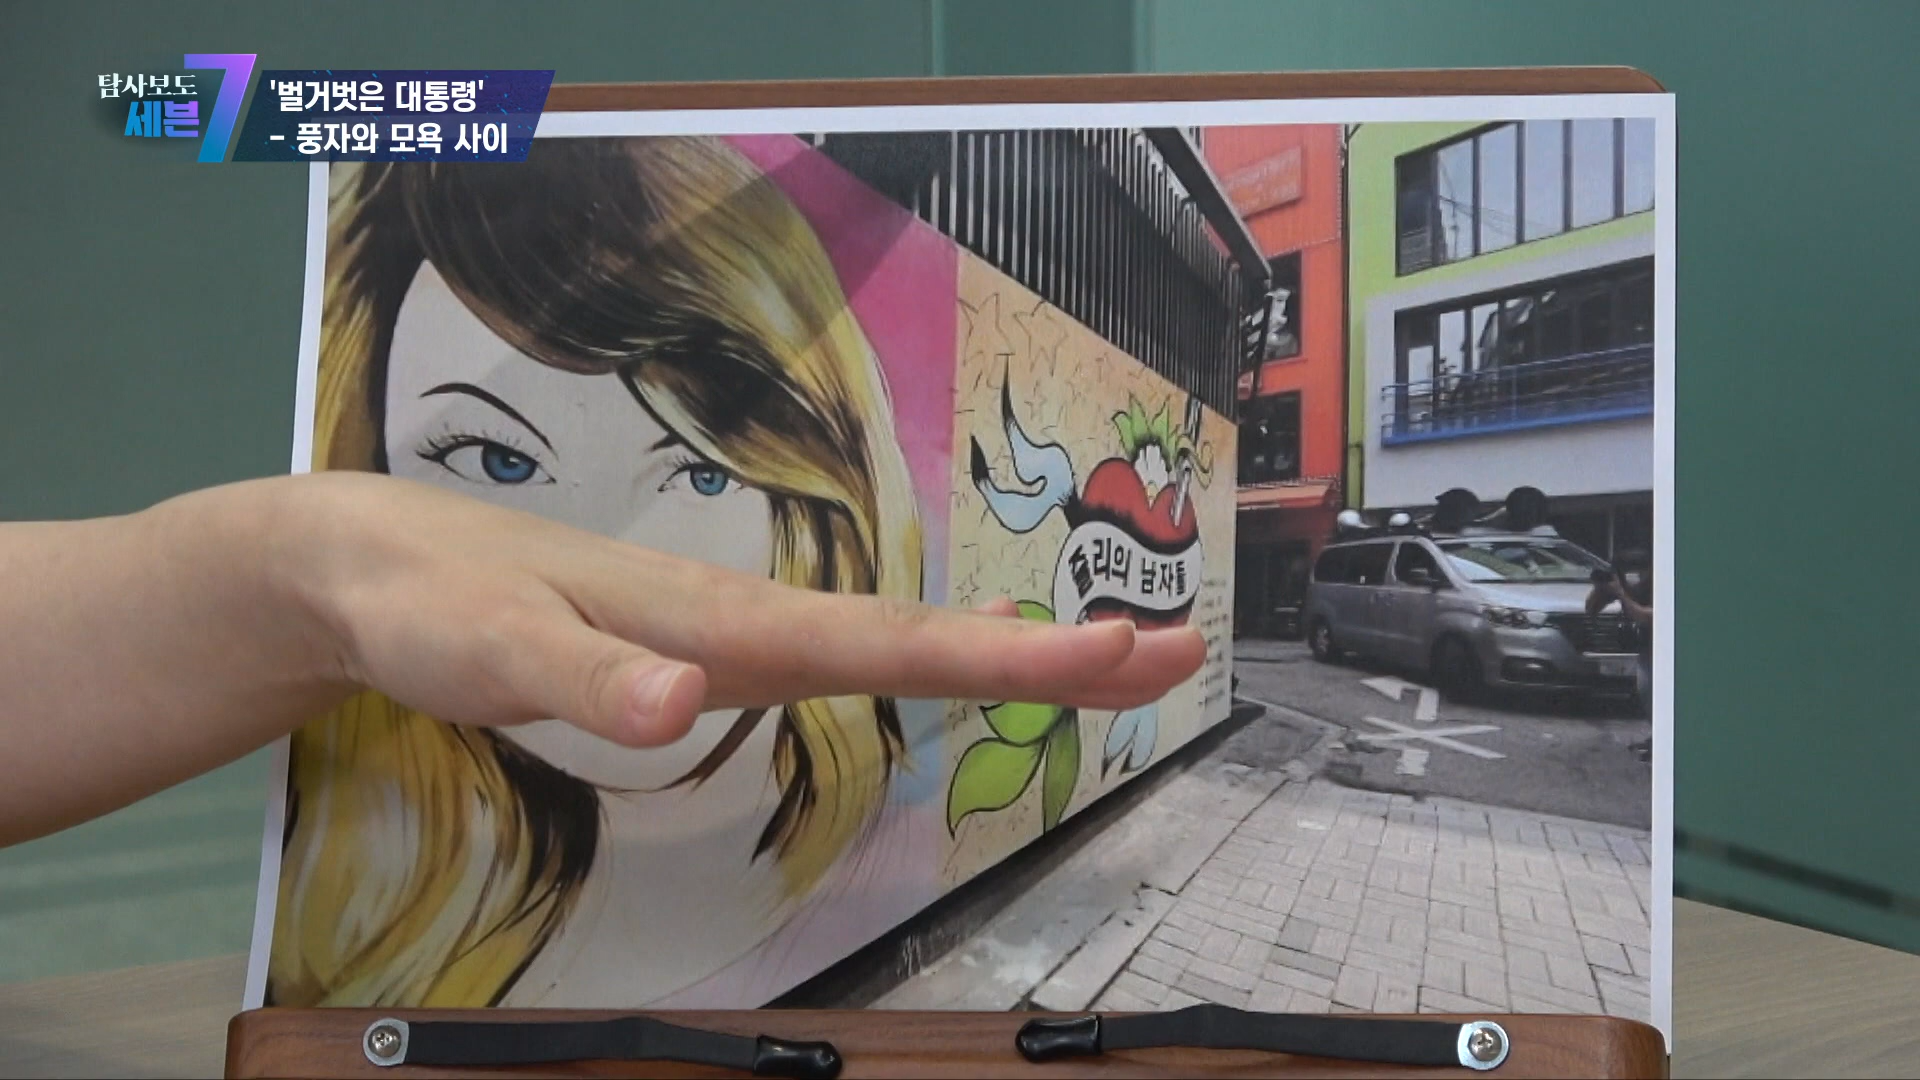 탐사보도
세븐7
'벌거벗은 대통령'
- 풍자와 모욕 사이
쥴리의 남자들